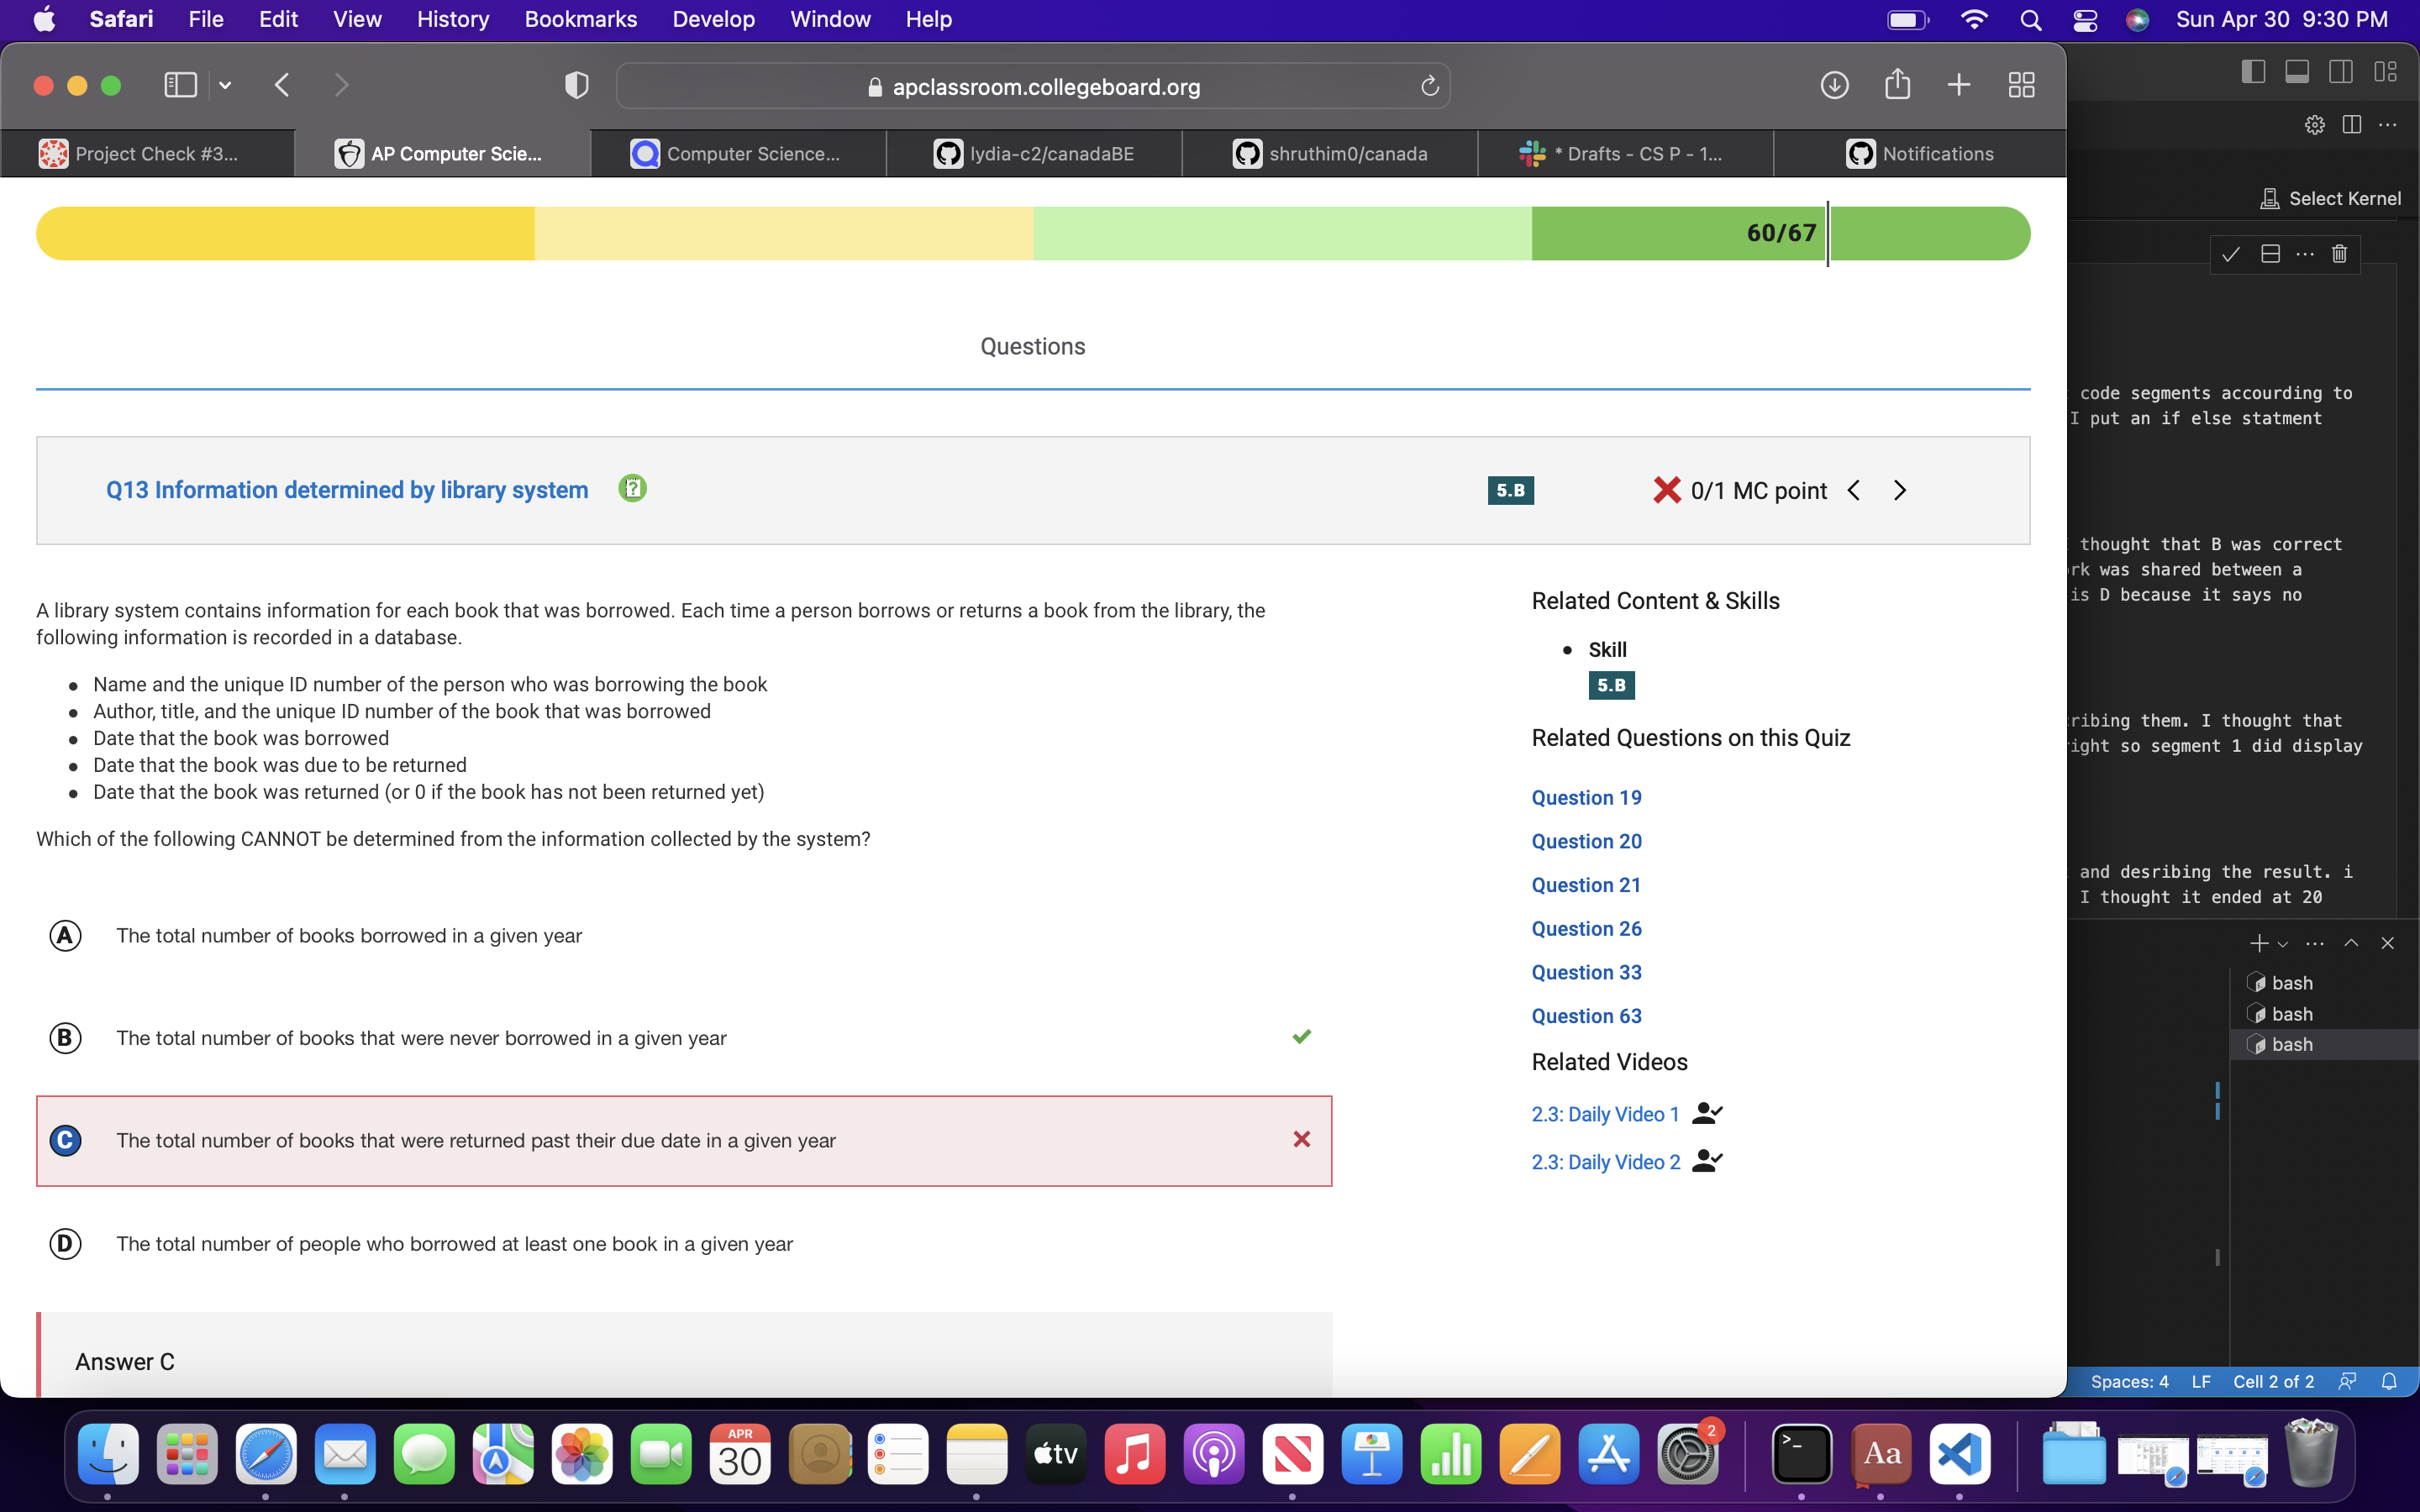 Safari File Edit View History Bookmarks Develop Window Help Sun Apr 30 9:30 PM
apclassroom.collegeboard.org
Project Check #3... AP Computer Scie... Computer Science... lydia-c2/canadaBE shruthim0/canada * Drafts - CS P - 1... Notifications
Select Kernel
60/67
Questions
code segments accourding to
I put an if else statment
Q13 Information determined by library system 5.B 0/1 MC point
thought that B was correct
rk was shared between a
is D because it says no
A library system contains information for each book that was borrowed. Each time a person borrows or returns a book from the library, the
following information is recorded in a database.
• Name and the unique ID number of the person who was borrowing the book
• Author, title, and the unique ID number of the book that was borrowed
• Date that the book was borrowed
• Date that the book was due to be returned
• Date that the book was returned (or 0 if the book has not been returned yet)
Which of the following CANNOT be determined from the information collected by the system?
A The total number of books borrowed in a given year
B The total number of books that were never borrowed in a given year
C The total number of books that were returned past their due date in a given year
D The total number of people who borrowed at least one book in a given year
Answer C
Related Content & Skills
• Skill
5.B
Related Questions on this Quiz
Question 19
Question 20
Question 21
Question 26
Question 33
Question 63
Related Videos
2.3: Daily Video 1
2.3: Daily Video 2
ribing them. I thought that
ight so segment 1 did display
and desribing the result. i
I thought it ended at 20
bash
bash
bash
Spaces: 4 LF Cell 2 of 2
APR
30
tv
2
>_
Aa